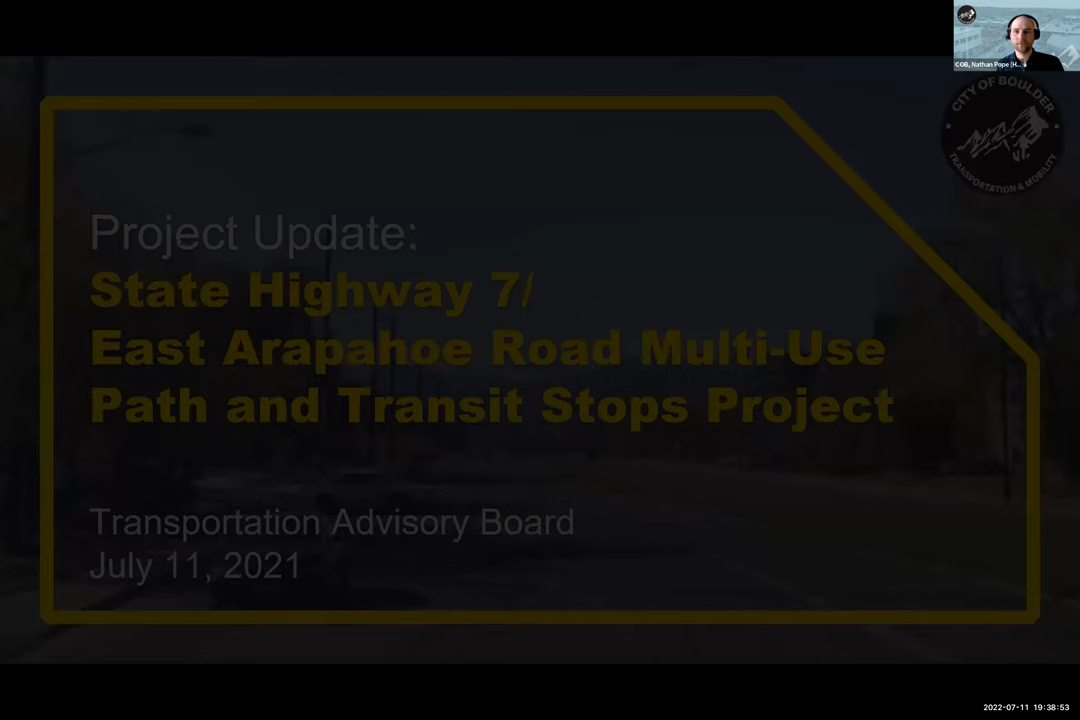 COB, Nathan Pope (H...
CITY OF BOULDER
TRANSPORTATION & MOBILITY
Project Update:
State Highway 7/
East Arapahoe Road Multi-Use
Path and Transit Stops Project
Transportation Advisory Board
July 11, 2021
2022-07-11 19:38:53